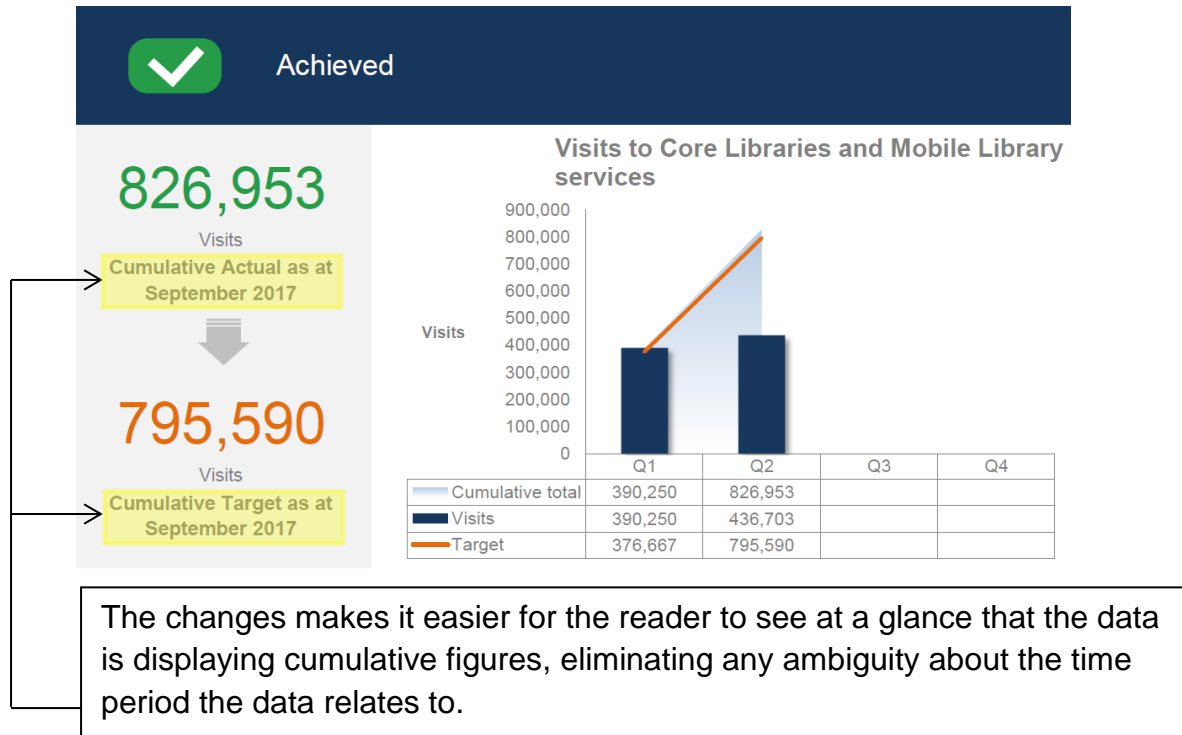 Achieved
826,953
Visits
Cumulative Actual as at
September 2017
795,590
Visits
Cumulative Target as at
September 2017
Visits to Core Libraries and Mobile Library
services
900,000
800,000
700,000
600,000
500,000
400,000
300,000
200,000
100,000
0
Visits
Q1 Q2 Q3 Q4
Cumulative total 390,250 826,953
Visits 390,250 436,703
Target 376,667 795,590
The changes makes it easier for the reader to see at a glance that the data
is displaying cumulative figures, eliminating any ambiguity about the time
period the data relates to.